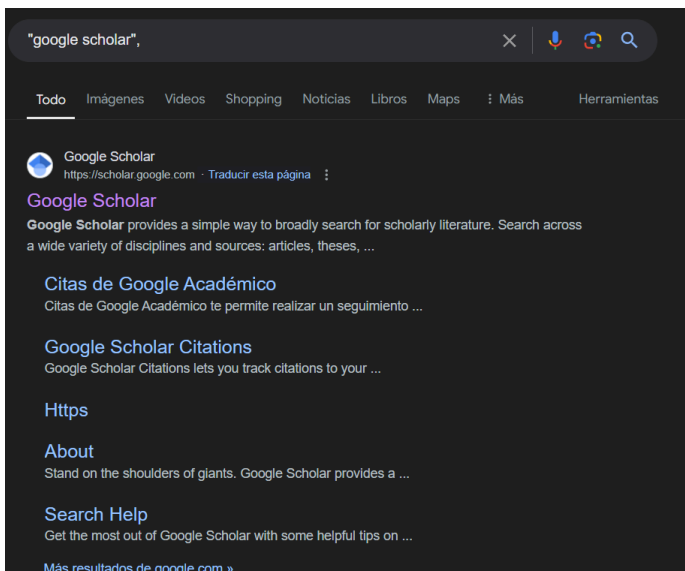 "google scholar",
Todo Imágenes Videos Shopping Noticias Libros Maps Más Herramientas
Google Scholar
https://scholar.google.com · Traducir esta página
Google Scholar
Google Scholar provides a simple way to broadly search for scholarly literature. Search across
a wide variety of disciplines and sources: articles, theses, ...
Citas de Google Académico
Citas de Google Académico te permite realizar un seguimiento ...
Google Scholar Citations
Google Scholar Citations lets you track citations to your ...
Https
About
Stand on the shoulders of giants. Google Scholar provides a ...
Search Help
Get the most out of Google Scholar with some helpful tips on ...
Más resultados de google.com »